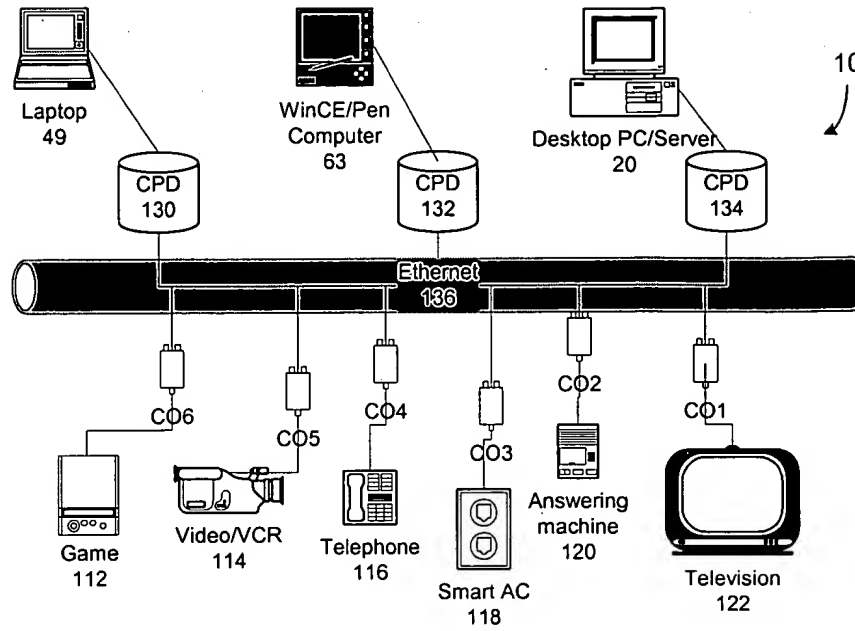 10
Laptop
49
WinCE/Pen
Computer
63
Desktop PC/Server
20
CPD
130
CPD
132
CPD
134
Ethernet
136
CO6
CO5
CO4
CO3
CO2
CO1
Game
112
Video/VCR
114
Telephone
116
Smart AC
118
Answering
machine
120
Television
122